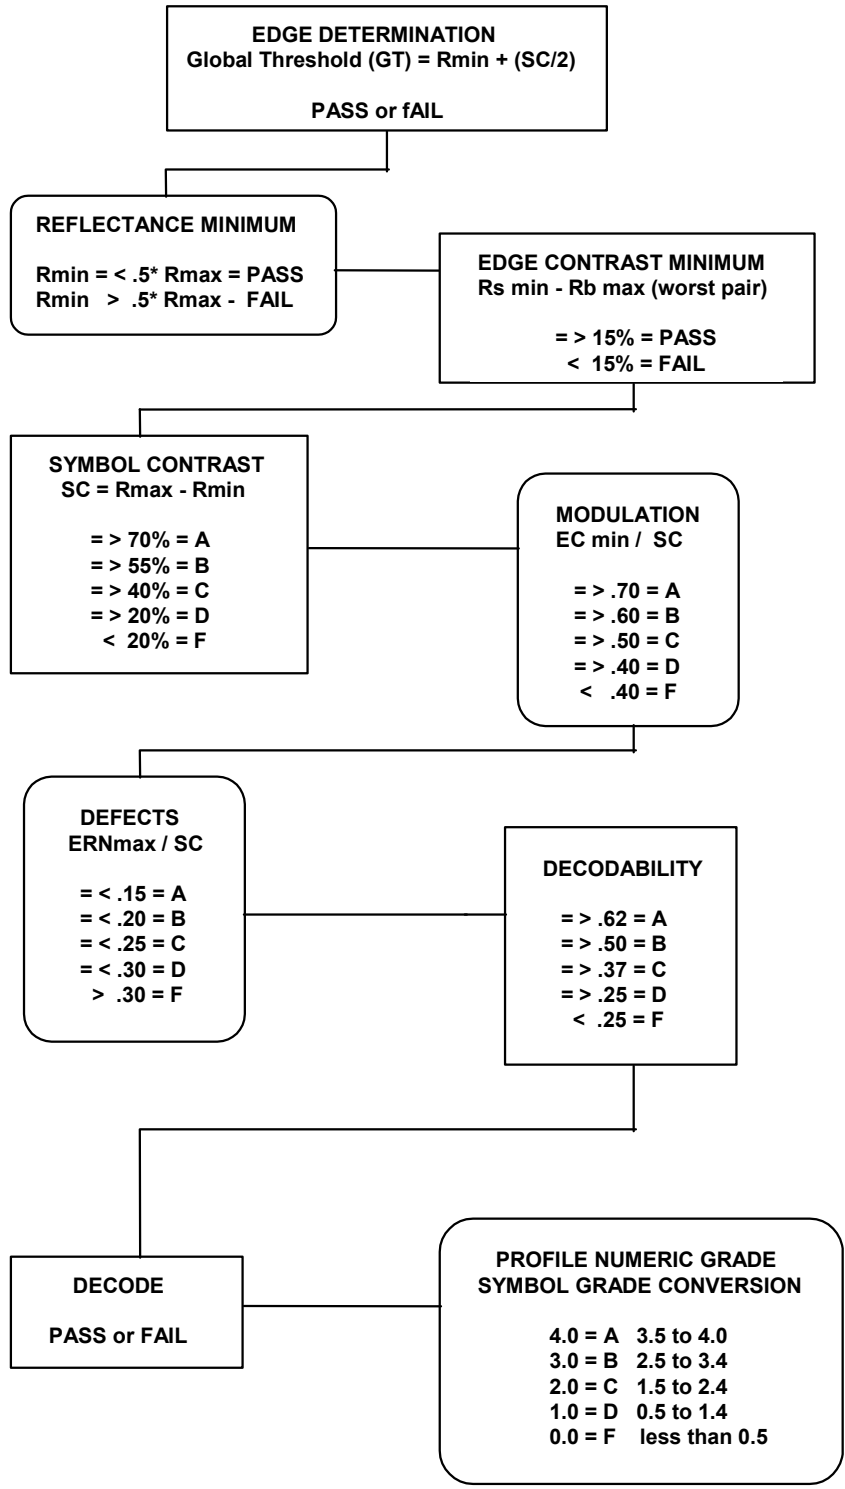 EDGE DETERMINATION
Global Threshold (GT) = Rmin + (SC/2)
PASS or fAIL
REFLECTANCE MINIMUM
Rmin = < .5* Rmax = PASS
Rmin > .5* Rmax - FAIL
EDGE CONTRAST MINIMUM
Rs min - Rb max (worst pair)
= > 15% = PASS
< 15% = FAIL
SYMBOL CONTRAST
SC = Rmax - Rmin
= > 70% = A
= > 55% = B
= > 40% = C
= > 20% = D
< 20% = F
MODULATION
EC min / SC
= > .70 = A
= > .60 = B
= > .50 = C
= > .40 = D
< .40 = F
DEFECTS
ERNmax / SC
= < .15 = A
= < .20 = B
= < .25 = C
= < .30 = D
> .30 = F
DECODABILITY
= > .62 = A
= > .50 = B
= > .37 = C
= > .25 = D
< .25 = F
DECODE
PASS or FAIL
PROFILE NUMERIC GRADE
SYMBOL GRADE CONVERSION
4.0 = A 3.5 to 4.0
3.0 = B 2.5 to 3.4
2.0 = C 1.5 to 2.4
1.0 = D 0.5 to 1.4
0.0 = F less than 0.5